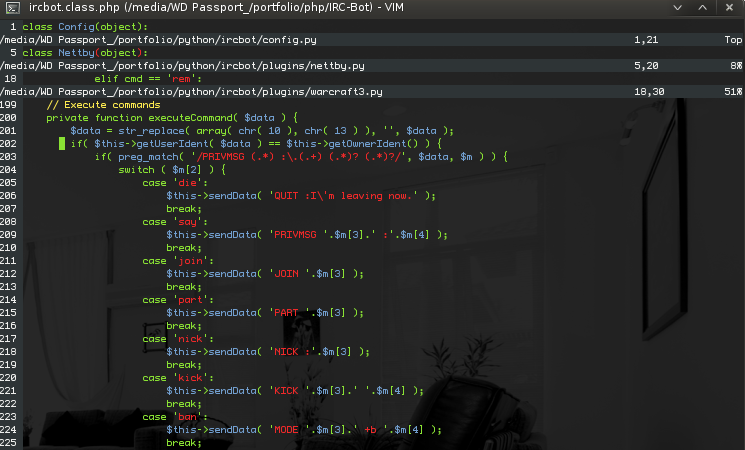 ircbot.class.php (/media/WD Passport_/portfolio/php/IRC-Bot) - VIM
1 class Config(object):
/media/WD Passport_/portfolio/python/ircbot/config.py 1,21 Top
5 class Nettby(object):
/media/WD Passport_/portfolio/python/ircbot/plugins/nettby.py 5,20 8%
18 elif cmd == 'rem':
/media/WD Passport_/portfolio/python/ircbot/plugins/warcraft3.py 18,30 51%
199 // Execute commands
200 private function executeCommand( $data ) {
201 $data = str_replace( array( chr( 10 ), chr( 13 ) ), '', $data );
202 if( $this->getUserIdent( $data ) == $this->getOwnerIdent() ) {
203 if( preg_match( '/PRIVMSG (.*) :\.(.+) (.*)? (.*)?/', $data, $m ) ) {
204 switch ( $m[2] ) {
205 case 'die':
206 $this->sendData( 'QUIT :I\'m leaving now.' );
207 break;
208 case 'say':
209 $this->sendData( 'PRIVMSG '.$m[3].' :'.$m[4] );
210 break;
211 case 'join':
212 $this->sendData( 'JOIN '.$m[3] );
213 break;
214 case 'part':
215 $this->sendData( 'PART '.$m[3] );
216 break;
217 case 'nick':
218 $this->sendData( 'NICK :'.$m[3] );
219 break;
220 case 'kick':
221 $this->sendData( 'KICK '.$m[3].' '.$m[4] );
222 break;
223 case 'ban':
224 $this->sendData( 'MODE '.$m[3].' +b '.$m[4] );
225 break;